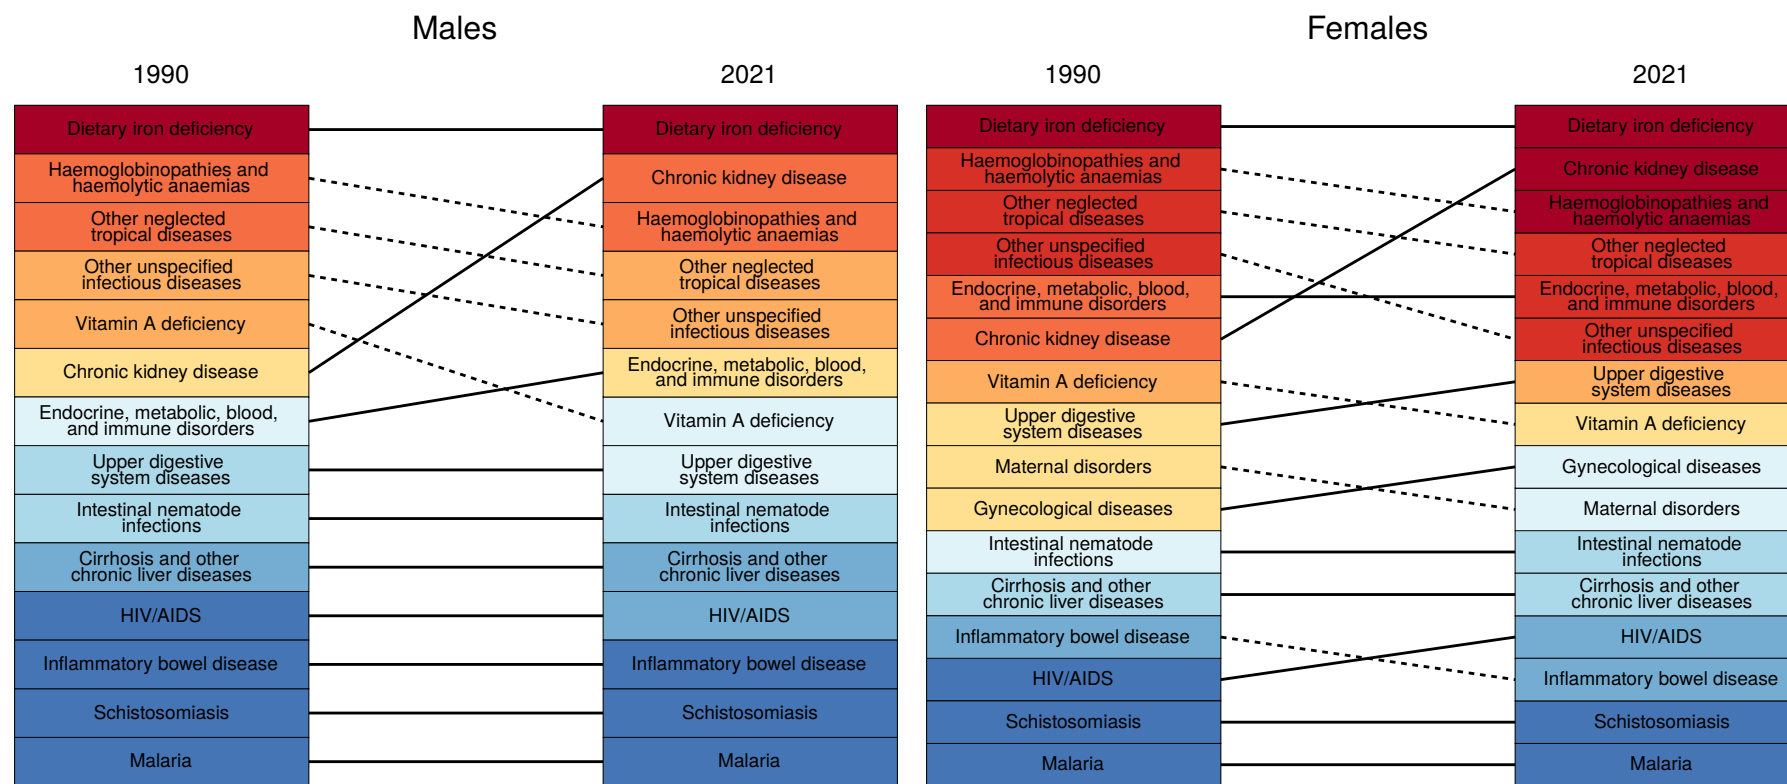 Males
1990
2021
Dietary iron deficiency
Haemoglobinopathies and
haemolytic anaemias
Other neglected
tropical diseases
Other unspecified
infectious diseases
Vitamin A deficiency
Chronic kidney disease
Endocrine, metabolic, blood,
and immune disorders
Upper digestive
system diseases
Intestinal nematode
infections
Cirrhosis and other
chronic liver diseases
HIV/AIDS
Inflammatory bowel disease
Schistosomiasis
Malaria
Dietary iron deficiency
Chronic kidney disease
Haemoglobinopathies and
haemolytic anaemias
Other neglected
tropical diseases
Other unspecified
infectious diseases
Endocrine, metabolic, blood,
and immune disorders
Vitamin A deficiency
Upper digestive
system diseases
Intestinal nematode
infections
Cirrhosis and other
chronic liver diseases
HIV/AIDS
Inflammatory bowel disease
Schistosomiasis
Malaria
Females
1990
2021
Dietary iron deficiency
Haemoglobinopathies and
haemolytic anaemias
Other neglected
tropical diseases
Other unspecified
infectious diseases
Endocrine, metabolic, blood,
and immune disorders
Chronic kidney disease
Vitamin A deficiency
Upper digestive
system diseases
Maternal disorders
Gynecological diseases
Intestinal nematode
infections
Cirrhosis and other
chronic liver diseases
Inflammatory bowel disease
HIV/AIDS
Schistosomiasis
Malaria
Dietary iron deficiency
Chronic kidney disease
Haemoglobinopathies and
haemolytic anaemias
Other neglected
tropical diseases
Endocrine, metabolic, blood,
and immune disorders
Other unspecified
infectious diseases
Upper digestive
system diseases
Vitamin A deficiency
Gynecological diseases
Maternal disorders
Intestinal nematode
infections
Cirrhosis and other
chronic liver diseases
HIV/AIDS
Inflammatory bowel disease
Schistosomiasis
Malaria